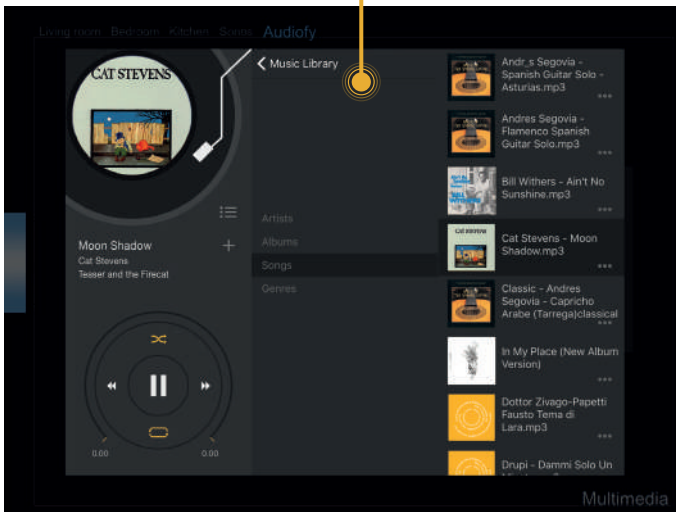 Living room Bedroom Kitchen Sonos Audiofy
CAT STEVENS
Moon Shadow
Cat Stevens
Teaser and the Firecat
0.00
0.00
Music Library
Artists
Albums
Songs
Genres
Andr_s Segovia -
Spanish Guitar Solo -
Asturias.mp3
Andres Segovia -
Flamenco Spanish
Guitar Solo.mp3
Bill Withers - Ain't No
Sunshine.mp3
CAT STEVENS
Cat Stevens - Moon
Shadow.mp3
Classic - Andres
Segovia - Capricho
Arabe (Tarrega)classical
In My Place (New Album
Version)
Dottor Zivago-Papetti
Fausto Tema di
Lara.mp3
Drupi - Dammi Solo Un
Multimedia